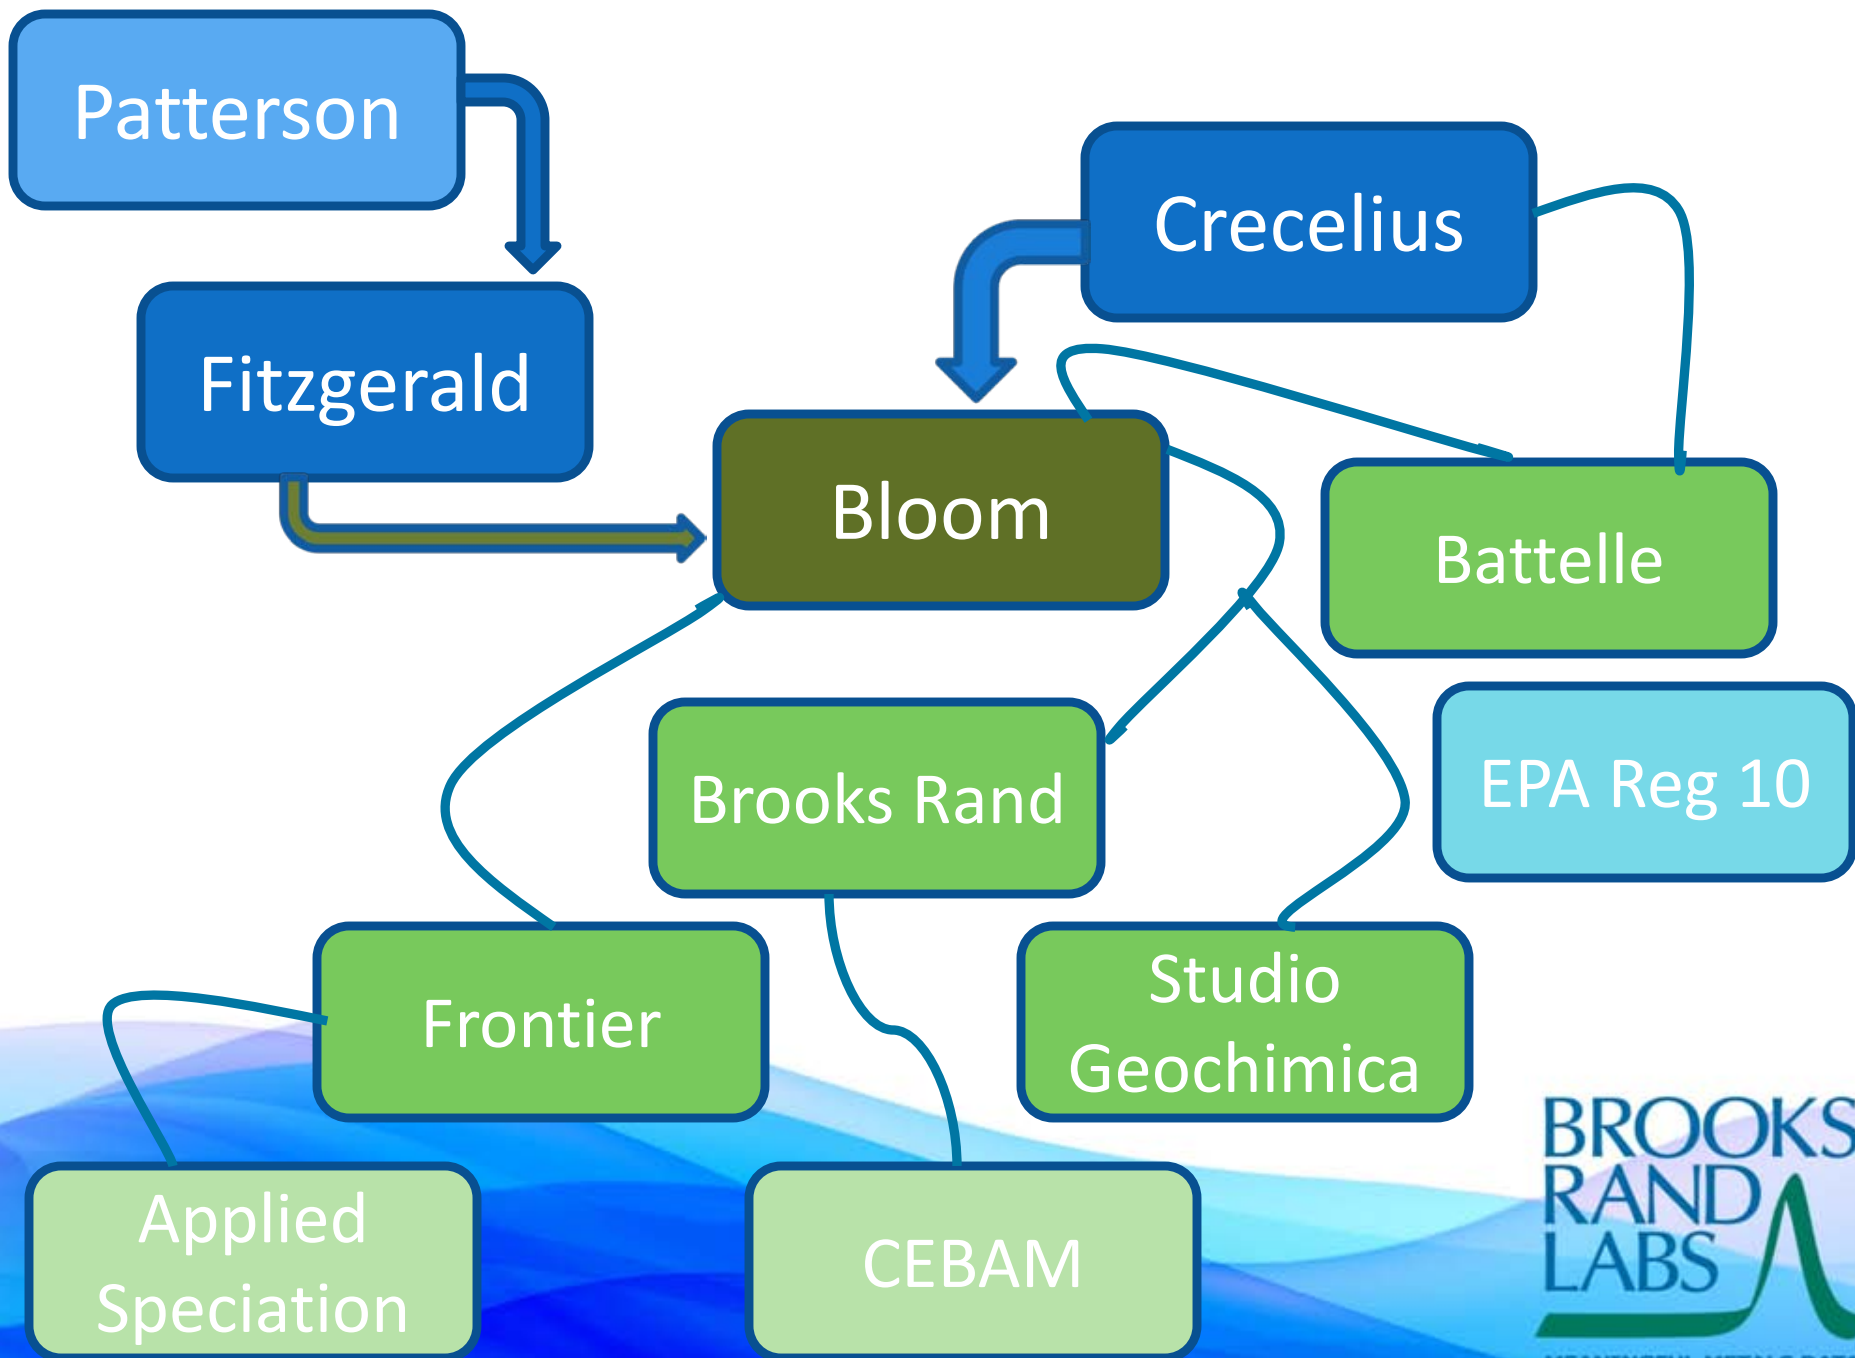 Patterson
Crecelius
Fitzgerald
Bloom
Battelle
Brooks Rand
EPA Reg 10
Frontier
Studio
Geochimica
Applied
Speciation
CEBAM
BROOKS
RAND
LABS